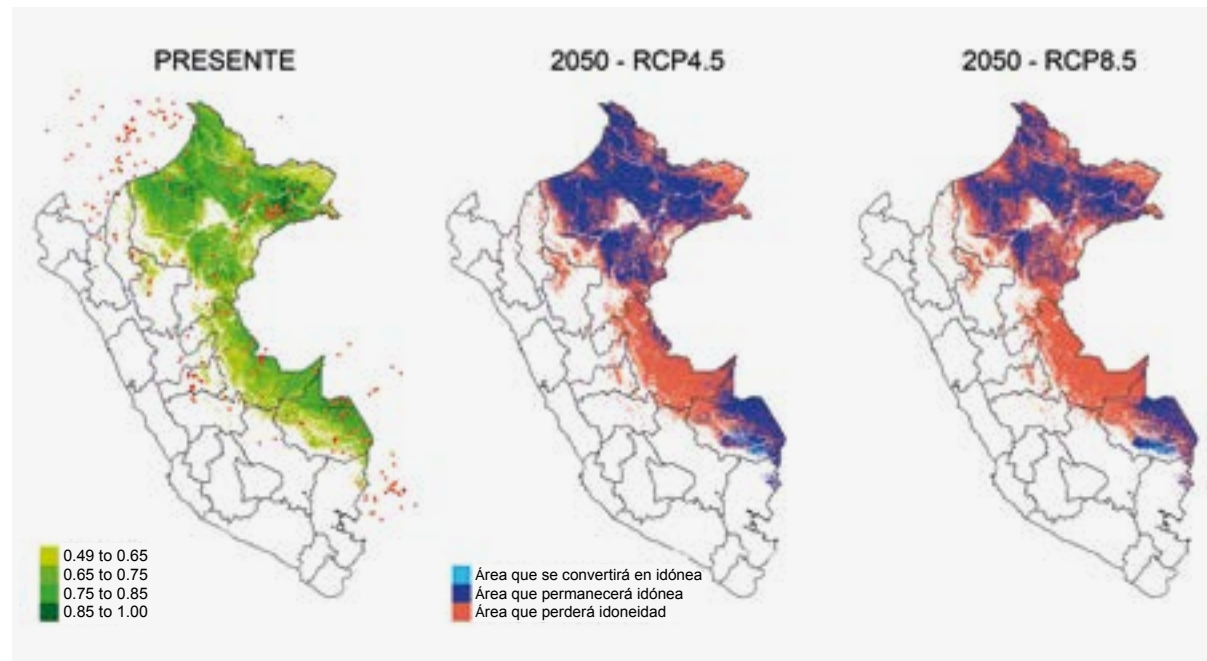 PRESENTE
2050 - RCP4.5
2050 - RCP8.5
0.49 to 0.65
0.65 to 0.75
0.75 to 0.85
0.85 to 1.00
Área que se convertirá en idónea
Área que permanecerá idónea
Área que perderá idoneidad